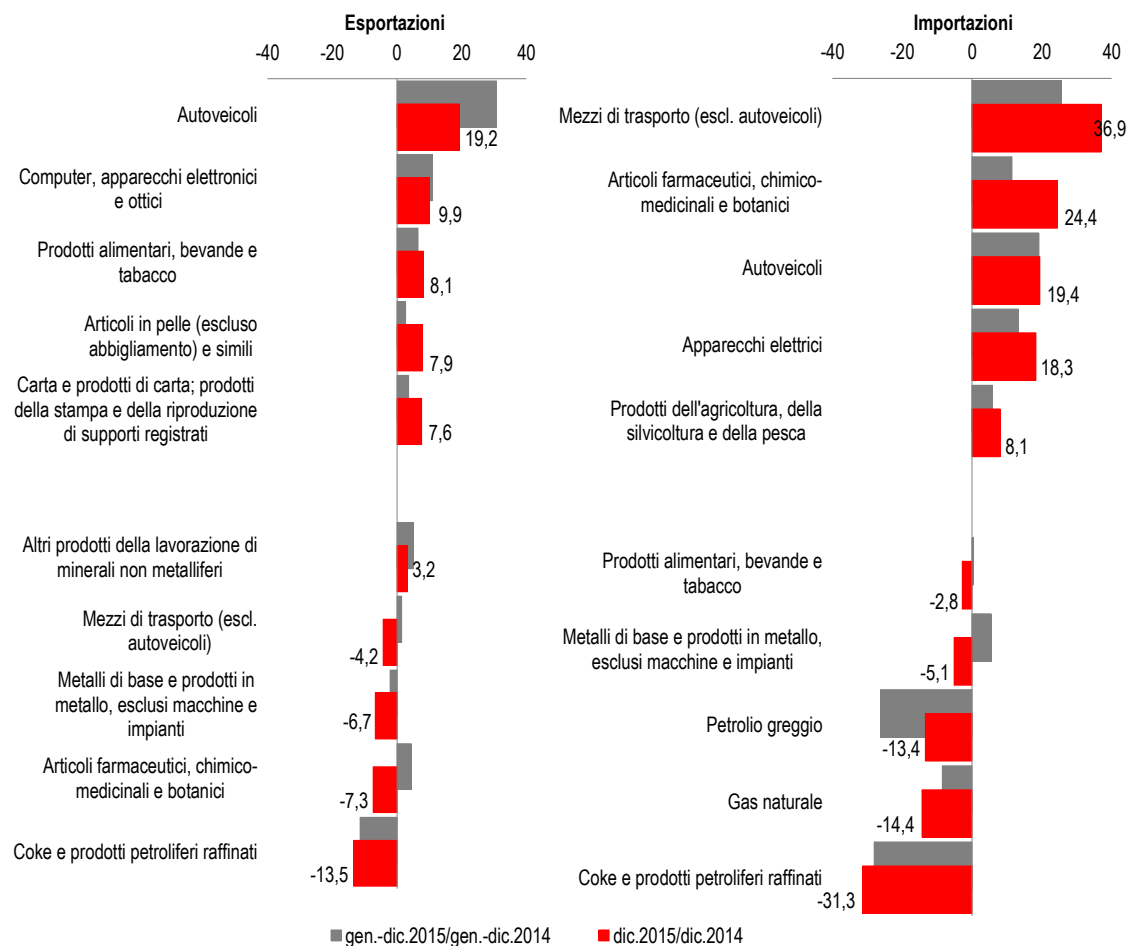 Esportazioni
-40
-20
0
20
40
Autoveicoli
19,2
Computer, apparecchi elettronici
e ottici
9,9
Prodotti alimentari, bevande e
tabacco
8,1
Articoli in pelle (escluso
abbigliamento) e simili
7,9
Carta e prodotti di carta; prodotti
della stampa e della riproduzione
di supporti registrati
7,6
Altri prodotti della lavorazione di
minerali non metalliferi
3,2
Mezzi di trasporto (escl.
autoveicoli)
-4,2
Metalli di base e prodotti in
metallo, esclusi macchine e
impianti
-6,7
Articoli farmaceutici, chimico-
medicinali e botanici
-7,3
Coke e prodotti petroliferi raffinati
-13,5
Importazioni
-40
-20
0
20
40
Mezzi di trasporto (escl. autoveicoli)
36,9
Articoli farmaceutici, chimico-
medicinali e botanici
24,4
Autoveicoli
19,4
Apparecchi elettrici
18,3
Prodotti dell'agricoltura, della
silvicoltura e della pesca
8,1
Prodotti alimentari, bevande e
tabacco
-2,8
Metalli di base e prodotti in metallo,
esclusi macchine e impianti
-5,1
Petrolio greggio
-13,4
Gas naturale
-14,4
Coke e prodotti petroliferi raffinati
-31,3
gen.-dic.2015/gen.-dic.2014
dic.2015/dic.2014